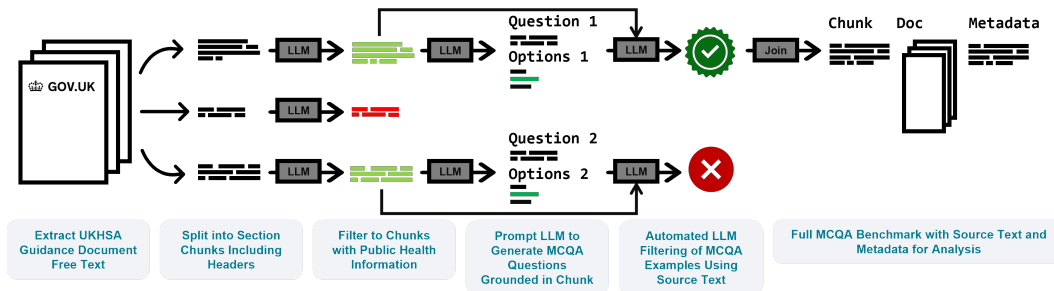 Question 1
Options 1
Chunk Doc Metadata
LLM LLM LLM Join
GOV.UK
LLM
Question 2
Options 2
LLM LLM LLM
Extract UKHSA
Guidance Document
Free Text
Split into Section
Chunks Including
Headers
Filter to Chunks
with Public Health
Information
Prompt LLM to
Generate MCQA
Questions
Grounded in Chunk
Automated LLM
Filtering of MCQA
Examples Using
Source Text
Full MCQA Benchmark with Source Text and
Metadata for Analysis